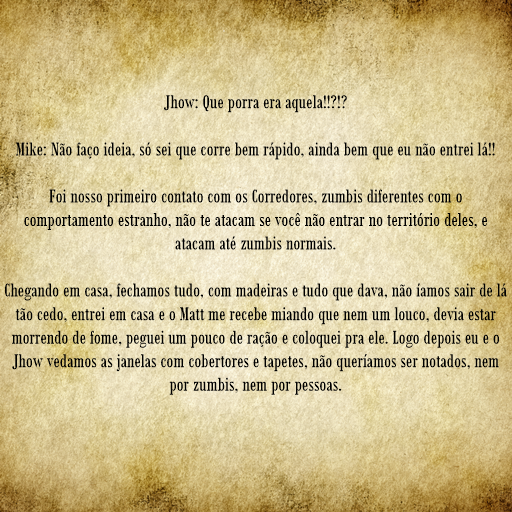 Jhow: Que porra era aquela!!?!?
Mike: Não faço ideia, só sei que corre bem rápido, ainda bem que eu não entrei lá!!
Foi nosso primeiro contato com os Corredores, zumbis diferentes com o
comportamento estranho, não te atacam se você não entrar no território deles, e
atacam até zumbis normais.
Chegando em casa, fechamos tudo, com madeiras e tudo que dava, não íamos sair de lá
tão cedo, entrei em casa e o Matt me recebe miando que nem um louco, devia estar
morrendo de fome, peguei um pouco de ração e coloquei pra ele. Logo depois eu e o
Jhow vedamos as janelas com cobertores e tapetes, não queríamos ser notados, nem
por zumbis, nem por pessoas.